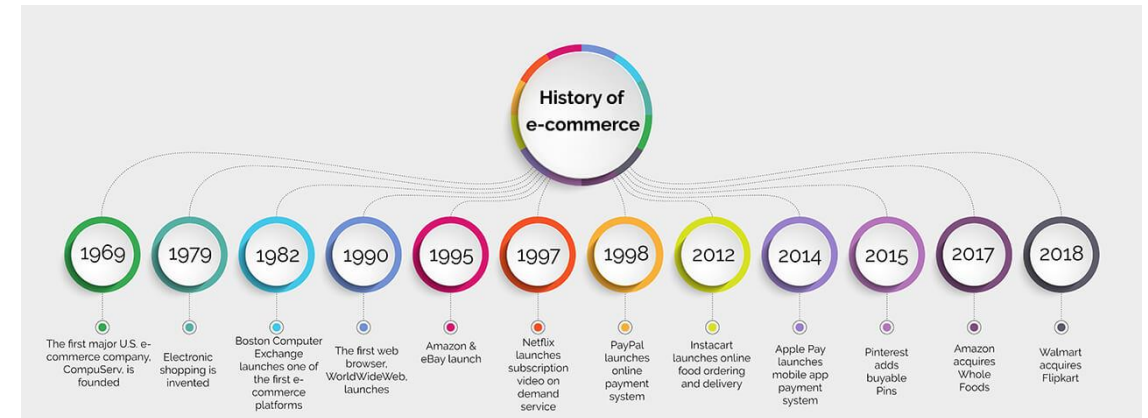 History of
e-commerce
1969
1979
1982
1990
1995
1997
1998
2012
2014
2015
2017
2018
The first major U.S. e-
commerce company,
CompuServ, is
founded
Electronic
shopping is
invented
Boston Computer
Exchange
launches one of
the first e-
commerce
platforms
The first web
browser,
WorldWideWeb,
launches
Amazon &
eBay launch
Netflix
launches
subscription
video on
demand
service
PayPal
launches
online
payment
system
Instacart
launches online
food ordering
and delivery
Apple Pay
launches
mobile app
payment
system
Pinterest
adds
buyable
Pins
Amazon
acquires
Whole
Foods
Walmart
acquires
Flipkart